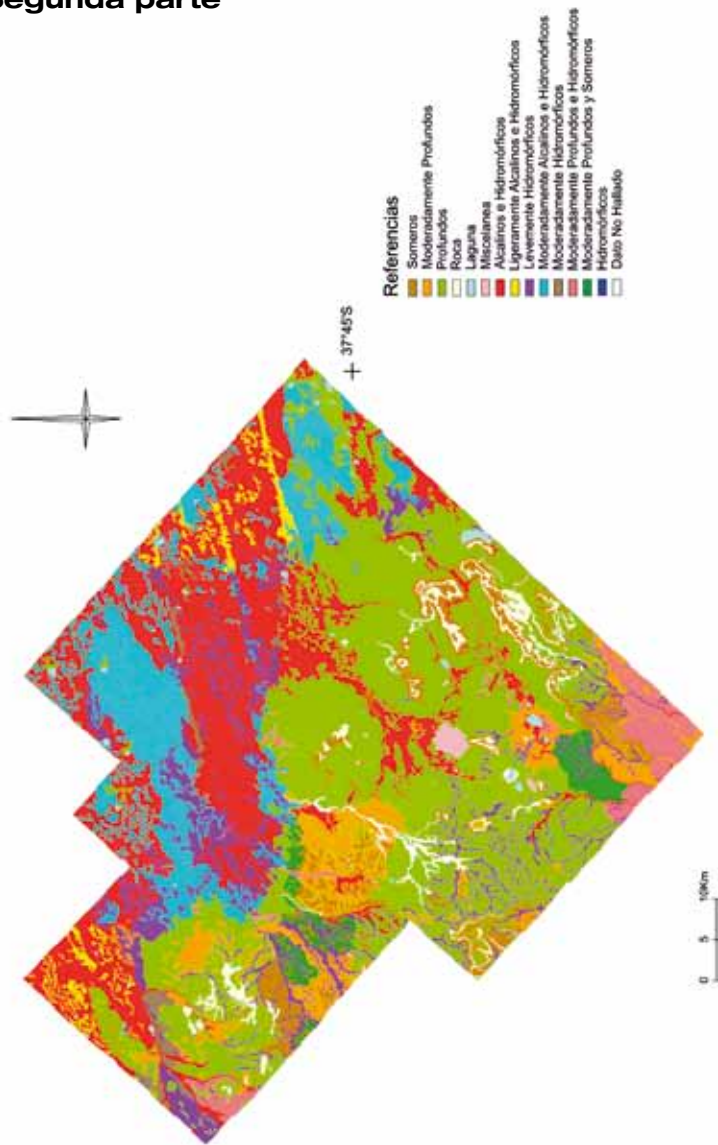 segunda parte
Referencias
Someros
Moderadamente Profundos
Profundos
Roca
Laguna
Miscelanea
Alcalinos e Hidromórficos
Ligeramente Alcalinos e Hidromórficos
Levemente Hidromórficos
Moderadamente Alcalinos e Hidromórficos
Moderadamente Hidromórficos
Moderadamente Profundos e Hidromórficos
Moderadamente Profundos y Someros
Hidromórficos
Dato No Hallado
37°45'S
0 5 10Km